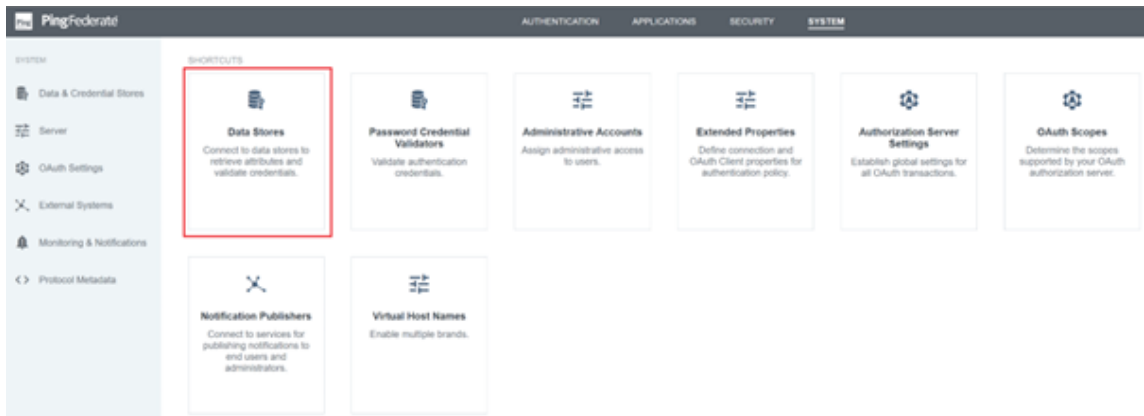 Ping PingFederate
AUTHENTICATION APPLICATIONS SECURITY SYSTEM
SYSTEM
Data & Credential Stores
Server
OAuth Settings
External Systems
Monitoring & Notifications
Protocol Metadata
SHORTCUTS
Data Stores
Connect to data stores to
retrieve attributes and
validate credentials.
Password Credential
Validators
Validate authentication
credentials.
Administrative Accounts
Assign administrative access
to users.
Extended Properties
Define connection and
OAuth Client properties for
authentication policy.
Authorization Server
Settings
Establish global settings for
all OAuth transactions.
OAuth Scopes
Determine the scopes
supported by your OAuth
authorization server.
Notification Publishers
Connect to services for
publishing notifications to
end users and
administrators.
Virtual Host Names
Enable multiple brands.